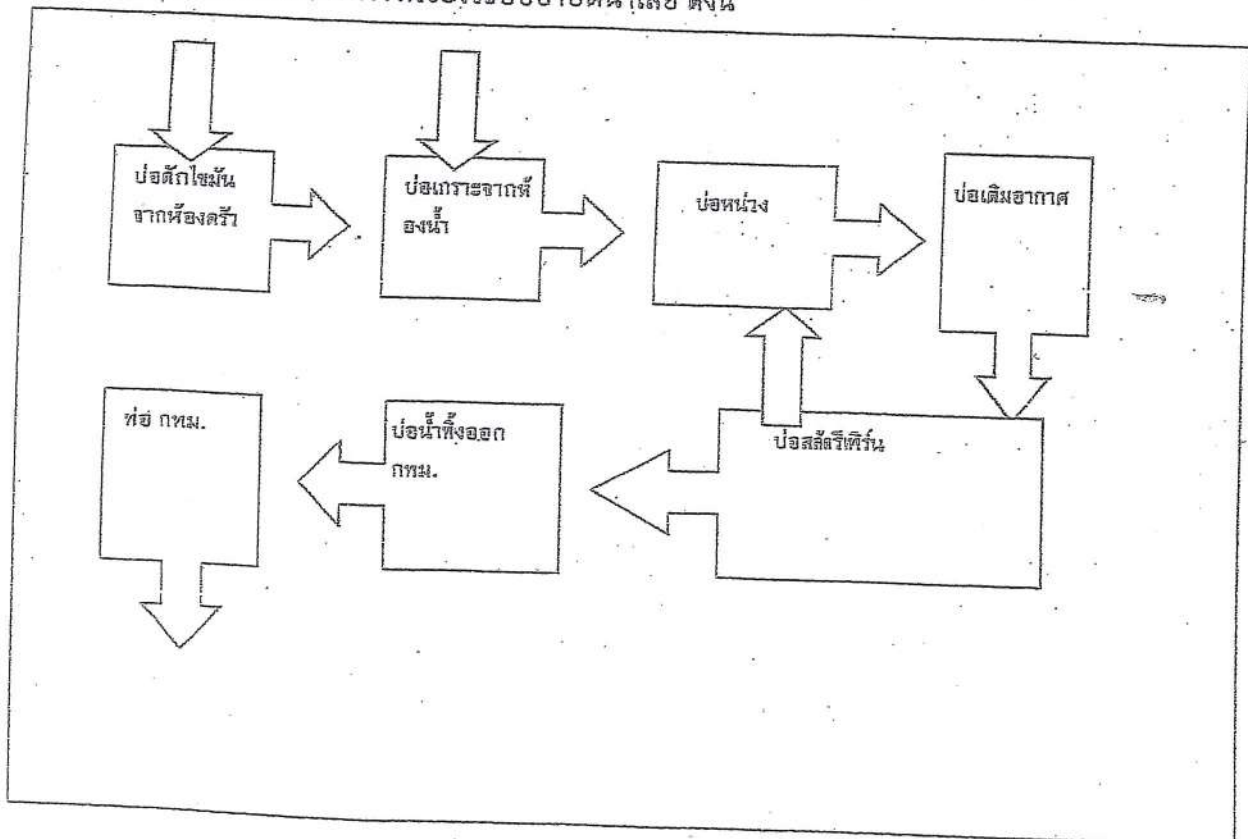 บ่อดักไขมัน
จากห้องครัว
บ่อเกราะจากห้
องน้ำ
บ่อหน่วง
บ่อเติมอากาศ
ท่อ กทม.
บ่อน้ำทิ้งออก
กทม.
บ่อสลัดรีเทิร์น